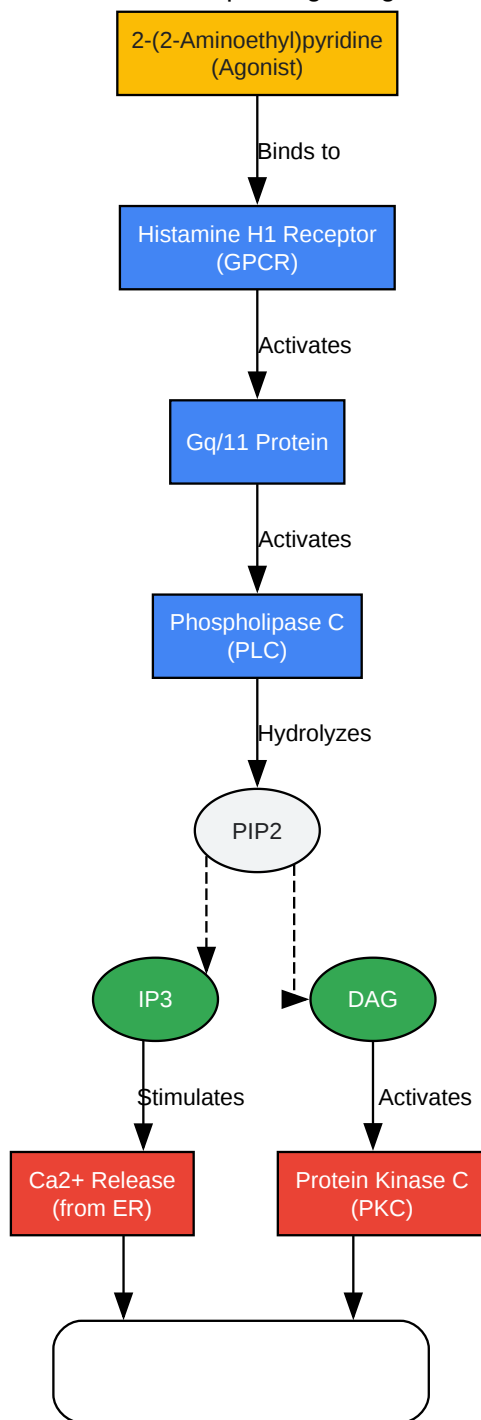 2-(2-Aminoethyl)pyridine
(Agonist)
Binds to
Histamine H1 Receptor
(GPCR)
Activates
Gq/11 Protein
Activates
Phospholipase C
(PLC)
Hydrolyzes
PIP2
IP3
DAG
Stimulates
Activates
Ca2+ Release
(from ER)
Protein Kinase C
(PKC)